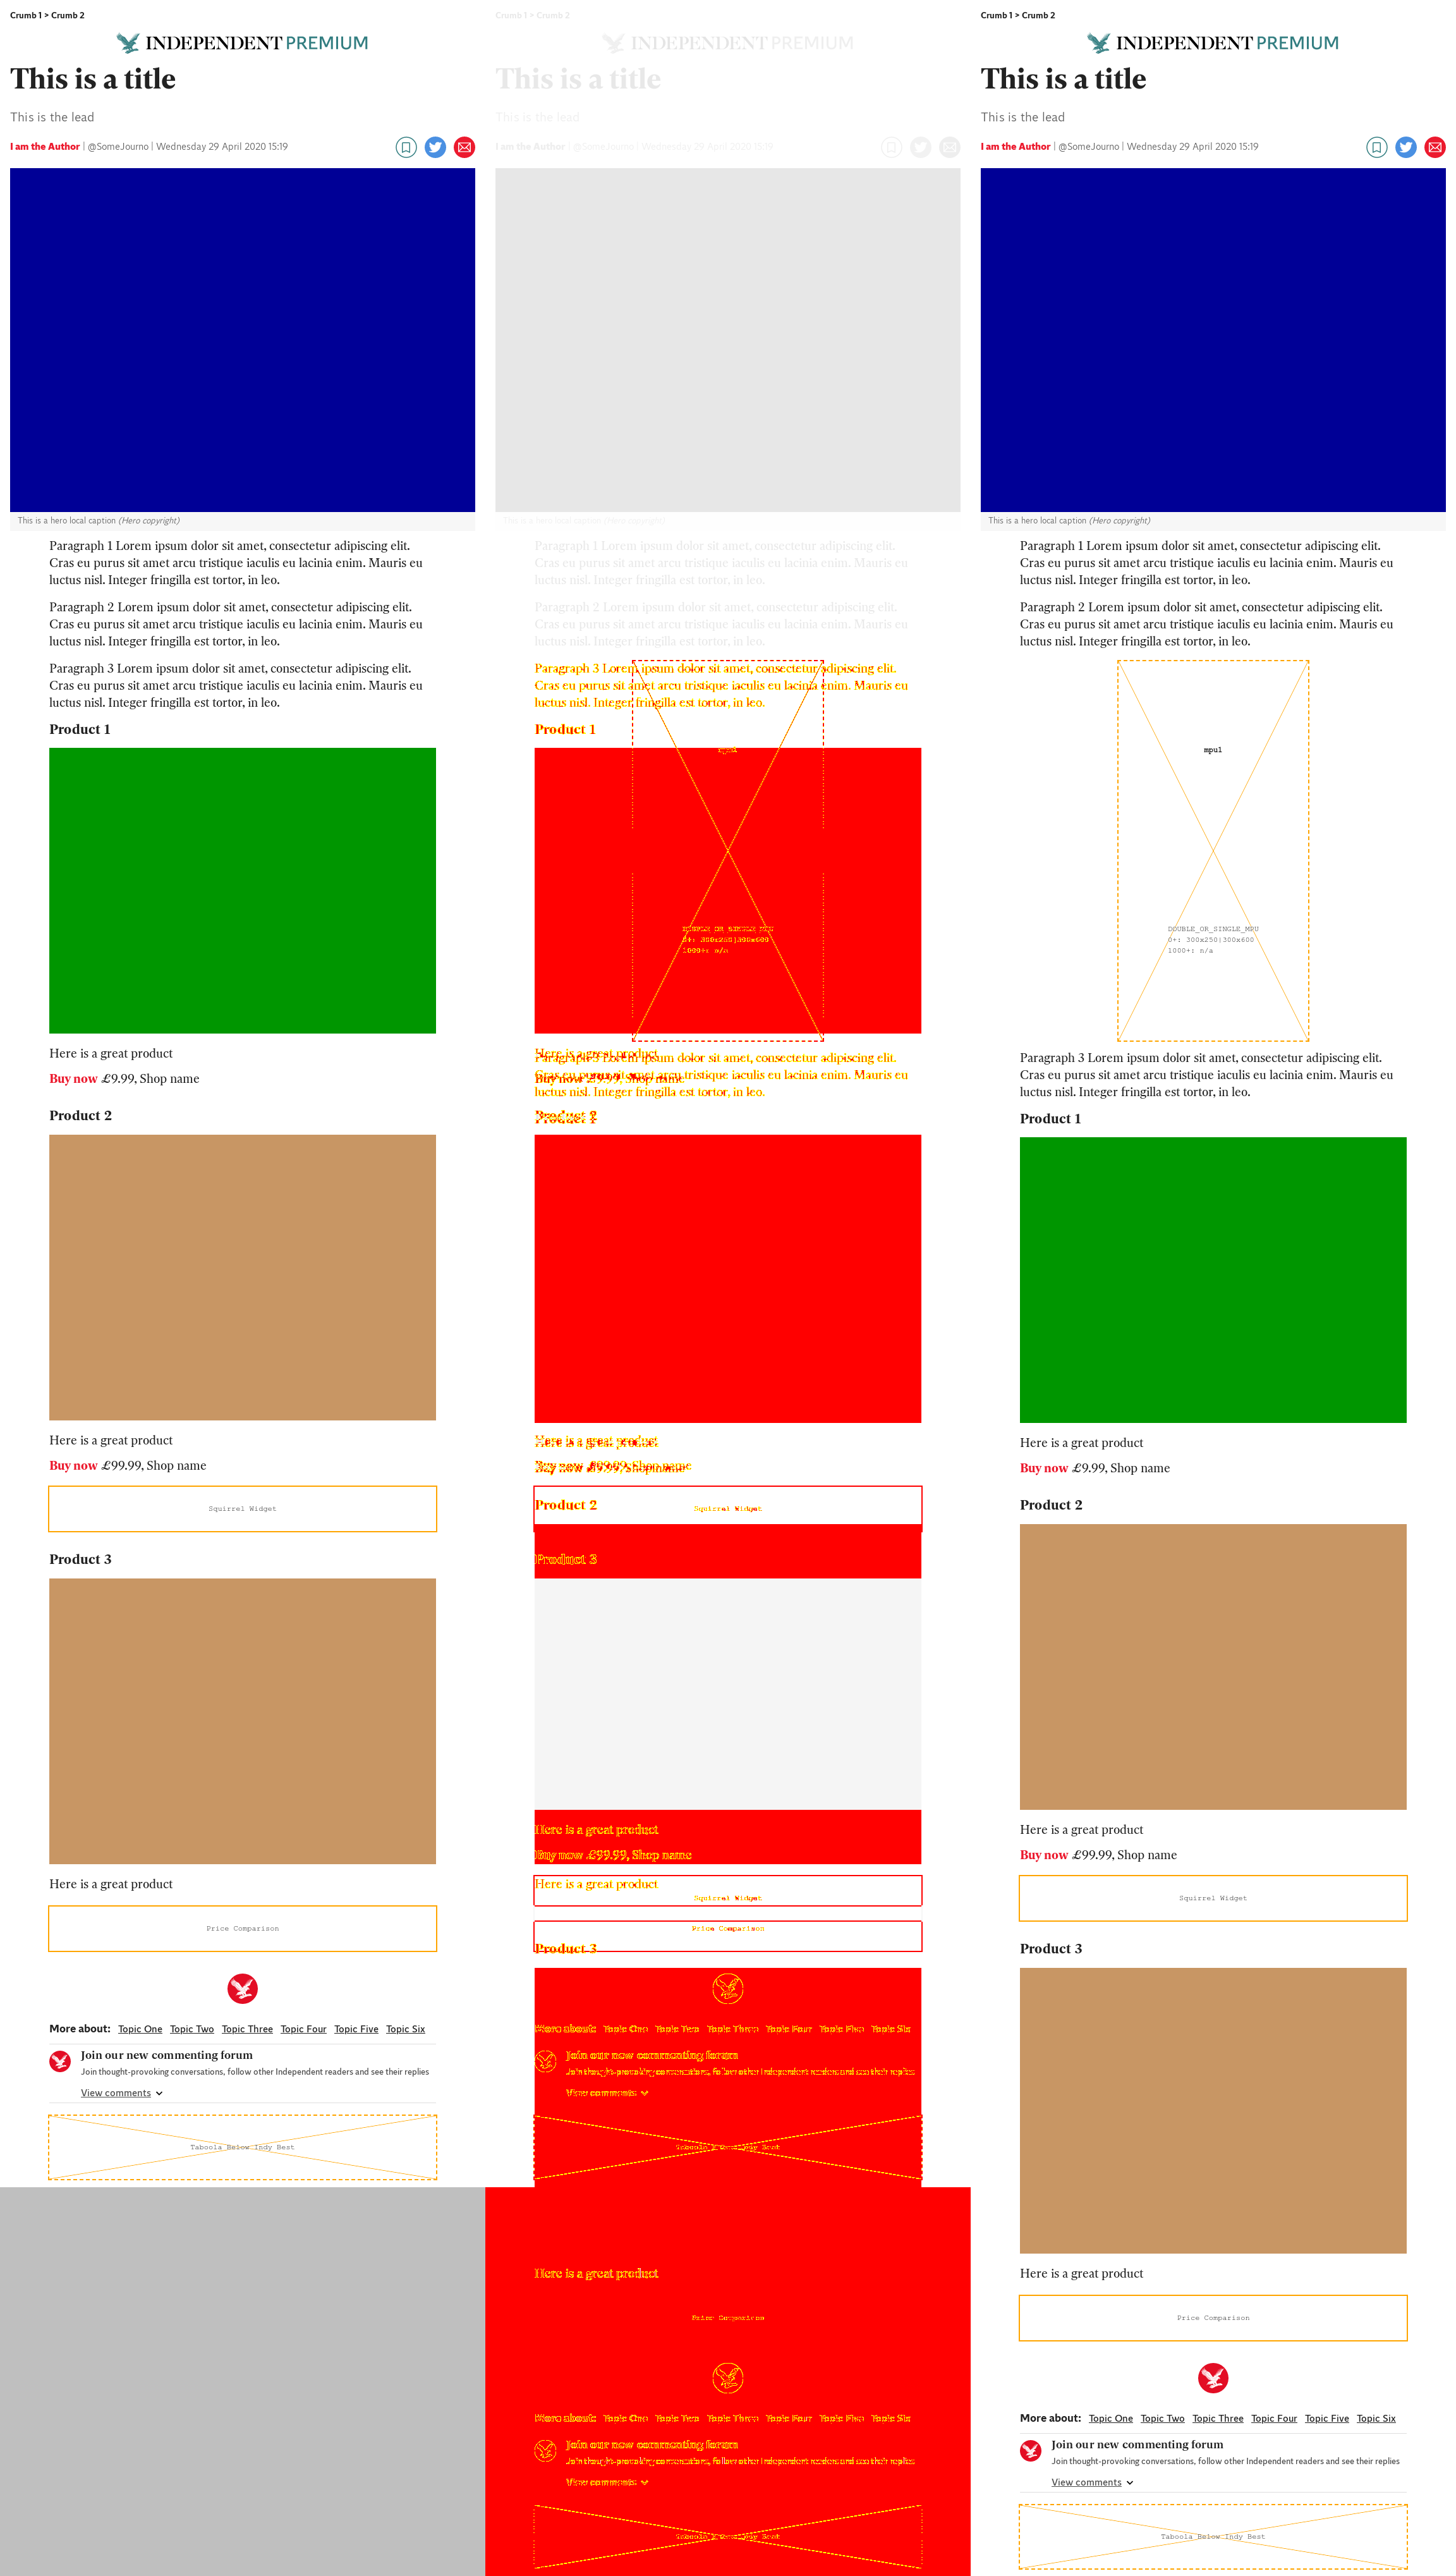 Crumb 1 > Crumb 2
INDEPENDENT PREMIUM
This is a title
This is the lead
I am the Author | @SomeJourno | Wednesday 29 April 2020 15:19
This is a hero local caption (Hero copyright)
Paragraph 1 Lorem ipsum dolor sit amet, consectetur adipiscing elit.
Cras eu purus sit amet arcu tristique iaculis eu lacinia enim. Mauris eu
luctus nisl. Integer fringilla est tortor, in leo.
Paragraph 2 Lorem ipsum dolor sit amet, consectetur adipiscing elit.
Cras eu purus sit amet arcu tristique iaculis eu lacinia enim. Mauris eu
luctus nisl. Integer fringilla est tortor, in leo.
Paragraph 3 Lorem ipsum dolor sit amet, consectetur adipiscing elit.
Cras eu purus sit amet arcu tristique iaculis eu lacinia enim. Mauris eu
luctus nisl. Integer fringilla est tortor, in leo.
Product 1
Here is a great product
Buy now £9.99, Shop name
Product 2
Here is a great product
Buy now £99.99, Shop name
Squirrel Widget
Product 3
Here is a great product
Price Comparison
More about: Topic One Topic Two Topic Three Topic Four Topic Five Topic Six
Join our new commenting forum
Join thought-provoking conversations, follow other Independent readers and see their replies
View comments
Taboola Below Indy Best
Crumb 1 > Crumb 2
INDEPENDENT PREMIUM
This is a title
This is the lead
I am the Author | @SomeJourno | Wednesday 29 April 2020 15:19
This is a hero local caption (Hero copyright)
Paragraph 1 Lorem ipsum dolor sit amet, consectetur adipiscing elit.
Cras eu purus sit amet arcu tristique iaculis eu lacinia enim. Mauris eu
luctus nisl. Integer fringilla est tortor, in leo.
Paragraph 2 Lorem ipsum dolor sit amet, consectetur adipiscing elit.
Cras eu purus sit amet arcu tristique iaculis eu lacinia enim. Mauris eu
luctus nisl. Integer fringilla est tortor, in leo.
Paragraph 3 Lorem ipsum dolor sit amet, consectetur adipiscing elit.
Cras eu purus sit amet arcu tristique iaculis eu lacinia enim. Mauris eu
luctus nisl. Integer fringilla est tortor, in leo.
Product 1
DOUBLE_OR_SINGLE_MPU
0+: 300x250|300x600
1000+: n/a
Here is a great product
Paragraph 3 Lorem ipsum dolor sit amet, consectetur adipiscing elit.
Cras eu purus sit amet arcu tristique iaculis eu lacinia enim. Mauris eu
luctus nisl. Integer fringilla est tortor, in leo.
Here is a great product
Product 2
Squirrel Widget
Product 3
Here is a great product
Buy now £99.99, Shop name
Here is a great product
Squirrel Widget
Price Comparison
Product 3
More about: Topic One Topic Two Topic Three Topic Four Topic Five Topic Six
Join our new commenting forum
Join thought-provoking conversations, follow other Independent readers and see their replies
View comments
Taboola Below Indy Best
Here is a great product
Price Comparison
More about: Topic One Topic Two Topic Three Topic Four Topic Five Topic Six
Join our new commenting forum
Join thought-provoking conversations, follow other Independent readers and see their replies
View comments
Taboola Below Indy Best
Crumb 1 > Crumb 2
INDEPENDENT PREMIUM
This is a title
This is the lead
I am the Author | @SomeJourno | Wednesday 29 April 2020 15:19
This is a hero local caption (Hero copyright)
Paragraph 1 Lorem ipsum dolor sit amet, consectetur adipiscing elit.
Cras eu purus sit amet arcu tristique iaculis eu lacinia enim. Mauris eu
luctus nisl. Integer fringilla est tortor, in leo.
Paragraph 2 Lorem ipsum dolor sit amet, consectetur adipiscing elit.
Cras eu purus sit amet arcu tristique iaculis eu lacinia enim. Mauris eu
luctus nisl. Integer fringilla est tortor, in leo.
mpu1
DOUBLE_OR_SINGLE_MPU
0+: 300x250|300x600
1000+: n/a
Paragraph 3 Lorem ipsum dolor sit amet, consectetur adipiscing elit.
Cras eu purus sit amet arcu tristique iaculis eu lacinia enim. Mauris eu
luctus nisl. Integer fringilla est tortor, in leo.
Product 1
Here is a great product
Buy now £9.99, Shop name
Product 2
Here is a great product
Buy now £99.99, Shop name
Squirrel Widget
Product 3
Here is a great product
Price Comparison
More about: Topic One Topic Two Topic Three Topic Four Topic Five Topic Six
Join our new commenting forum
Join thought-provoking conversations, follow other Independent readers and see their replies
View comments
Taboola Below Indy Best